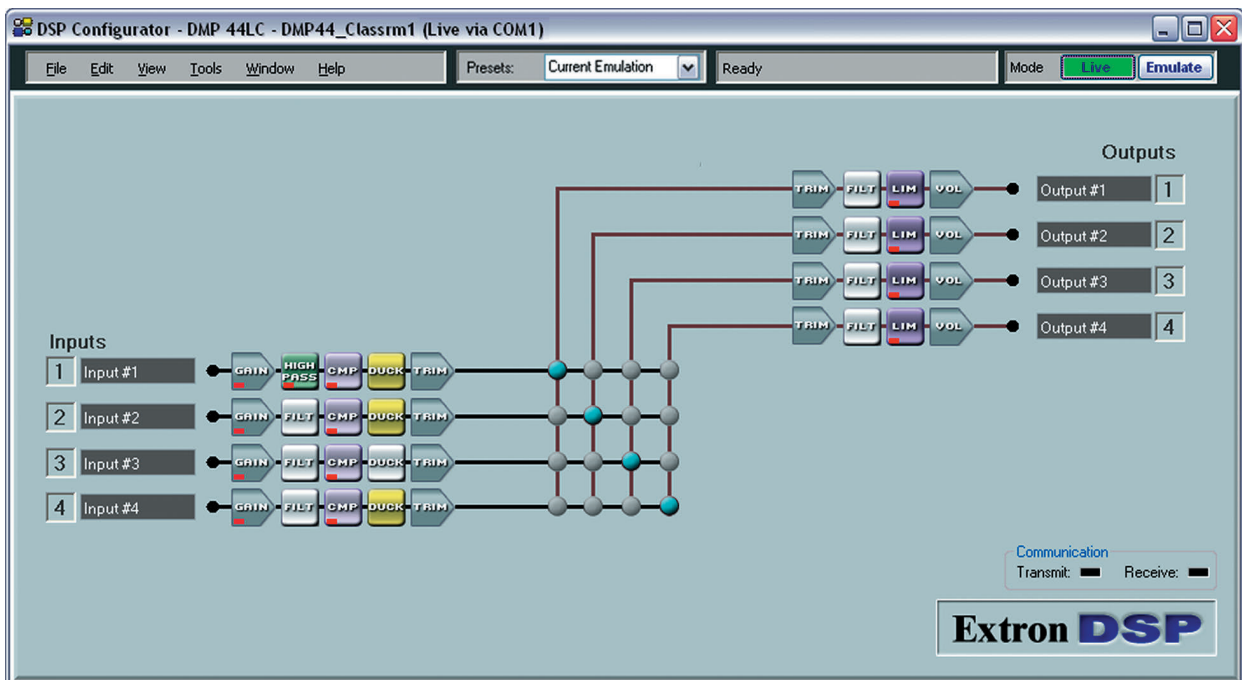 DSP Configurator - DMP 44LC - DMP44_Classrm1 (Live via COM1)
File Edit View Tools Window Help Presets: Current Emulation Ready Mode Live Emulate
Outputs
TRIM FILT LIM VOL Output #1 1
TRIM FILT LIM VOL Output #2 2
TRIM FILT LIM VOL Output #3 3
TRIM FILT LIM VOL Output #4 4
Inputs
1 Input #1 GAIN HIGH PASS CMP DUCK TRIM
2 Input #2 GAIN FILT CMP DUCK TRIM
3 Input #3 GAIN FILT CMP DUCK TRIM
4 Input #4 GAIN FILT CMP DUCK TRIM
Communication
Transmit: Receive:
Extron DSP